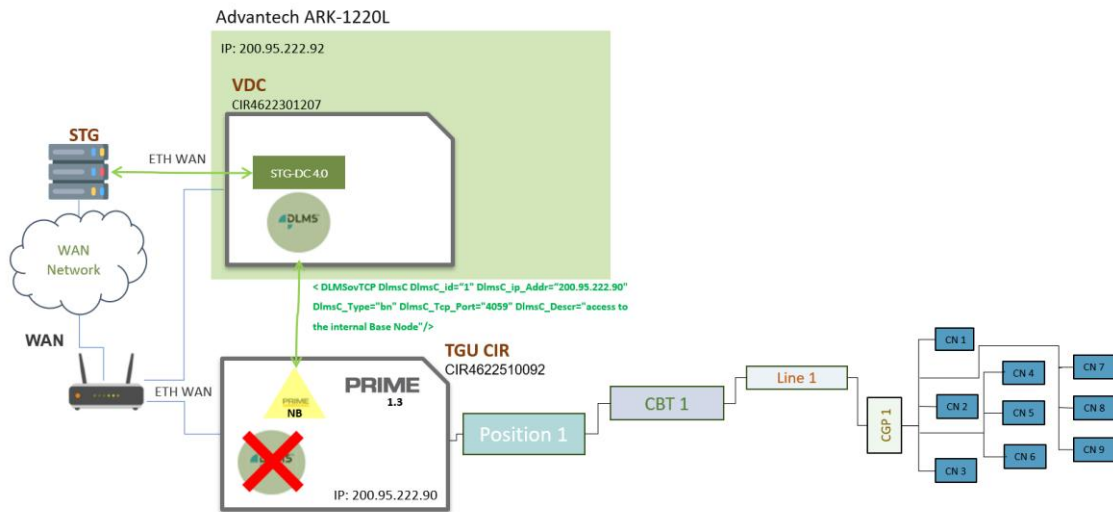 Advantech ARK-1220L
IP: 200.95.222.92
VDC
CIR4622301207
STG
ETH WAN
STG-DC 4.0
DLMS
WAN
Network
< DLMSovTCP DlmsC DlmsC_id="1" DlmsC_ip_Addr="200.95.222.90"
DlmsC_Type="bn" DlmsC_Tcp_Port="4059" DlmsC_Descr="access to
the internal Base Node"/>
WAN
ETH WAN
TGU CIR
CIR4622510092
PRIME
1.3
PRIME
NB
DLMS
IP: 200.95.222.90
Position 1
CBT 1
Line 1
CGP 1
CN 1
CN 2
CN 3
CN 4
CN 5
CN 6
CN 7
CN 8
CN 9